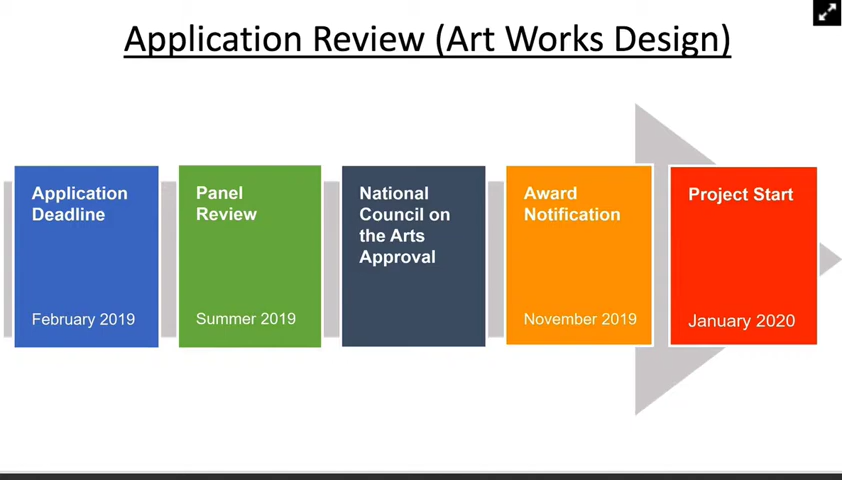 Application Review (Art Works Design)
Application
Deadline
February 2019
Panel
Review
Summer 2019
National
Council on
the Arts
Approval
Award
Notification
November 2019
Project Start
January 2020